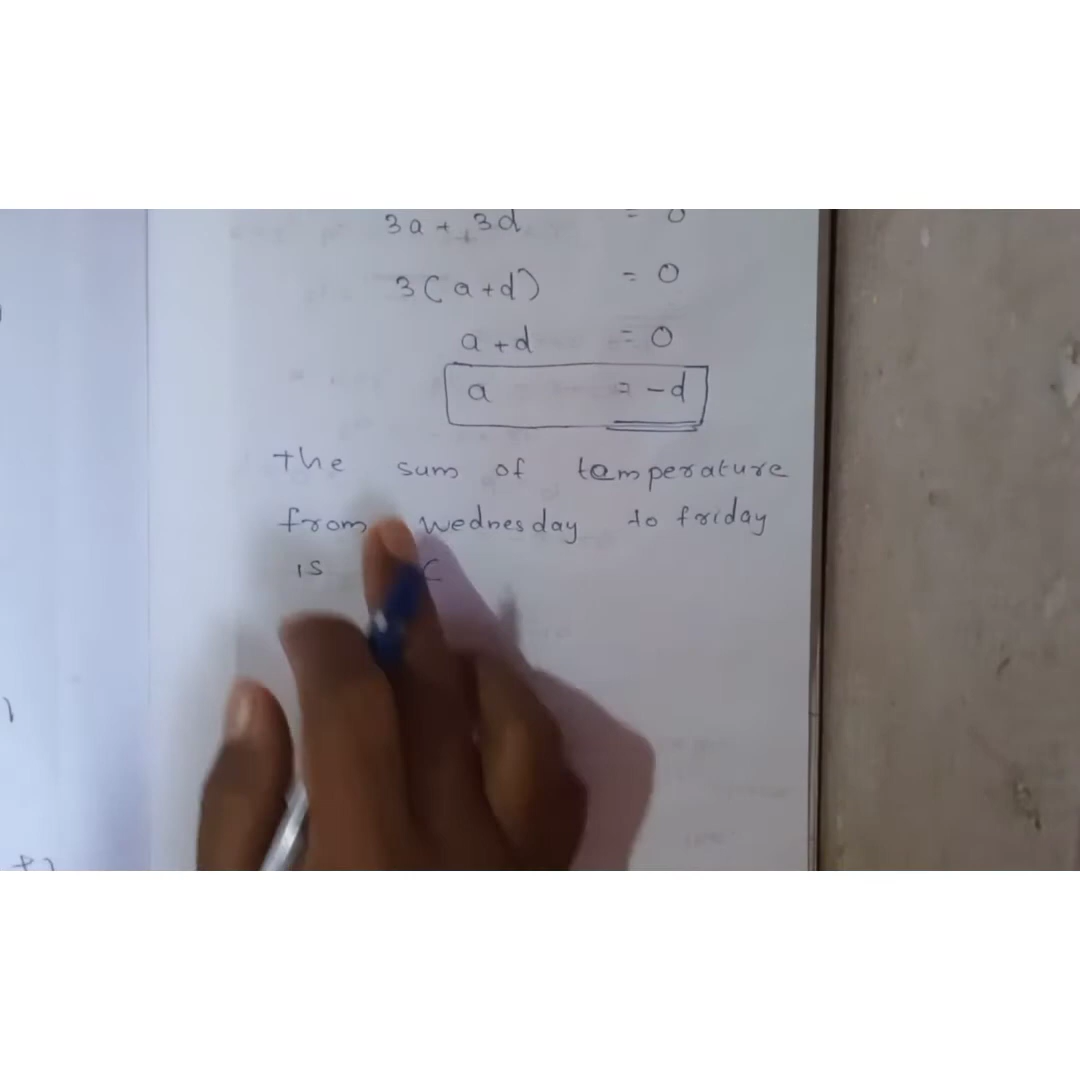 3a + 3d = 0
3(a+d) = 0
a + d = 0
a = -d
the sum of temperature
from wednesday to friday
is